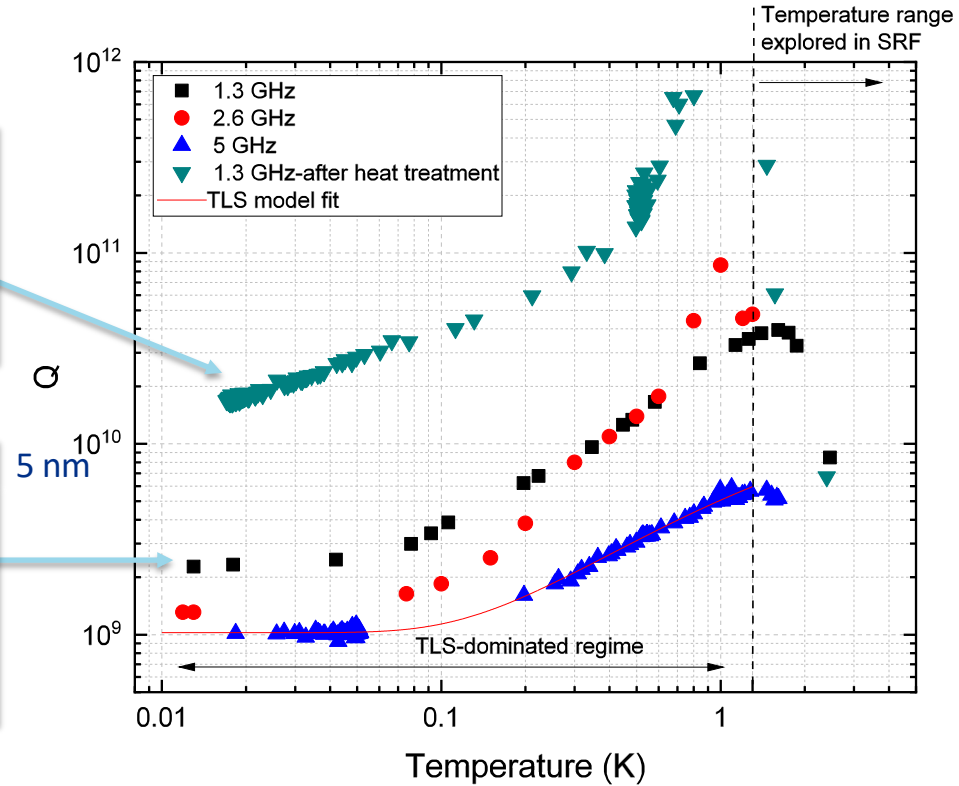 Temperature range
explored in SRF
10¹²
1.3 GHz
2.6 GHz
5 GHz
1.3 GHz-after heat treatment
TLS model fit
10¹¹
Q
10¹⁰
5 nm
10⁹
TLS-dominated regime
0.01
0.1
1
Temperature (K)